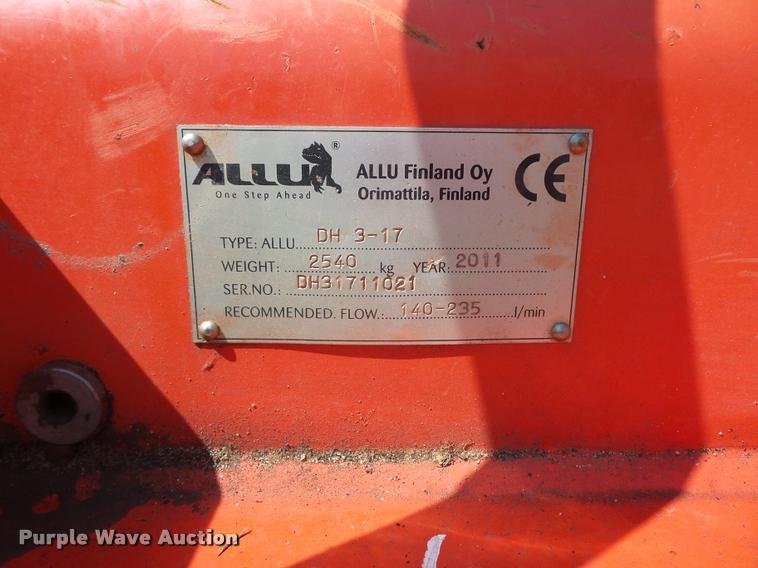 ALLU ®
One Step Ahead
ALLU Finland Oy
Orimattila, Finland
CE
TYPE: ALLU DH 3-17
WEIGHT: 2540 kg YEAR: 2011
SER.NO.: DH31711021
RECOMMENDED. FLOW: 140-235 l/min
Purple Wave Auction